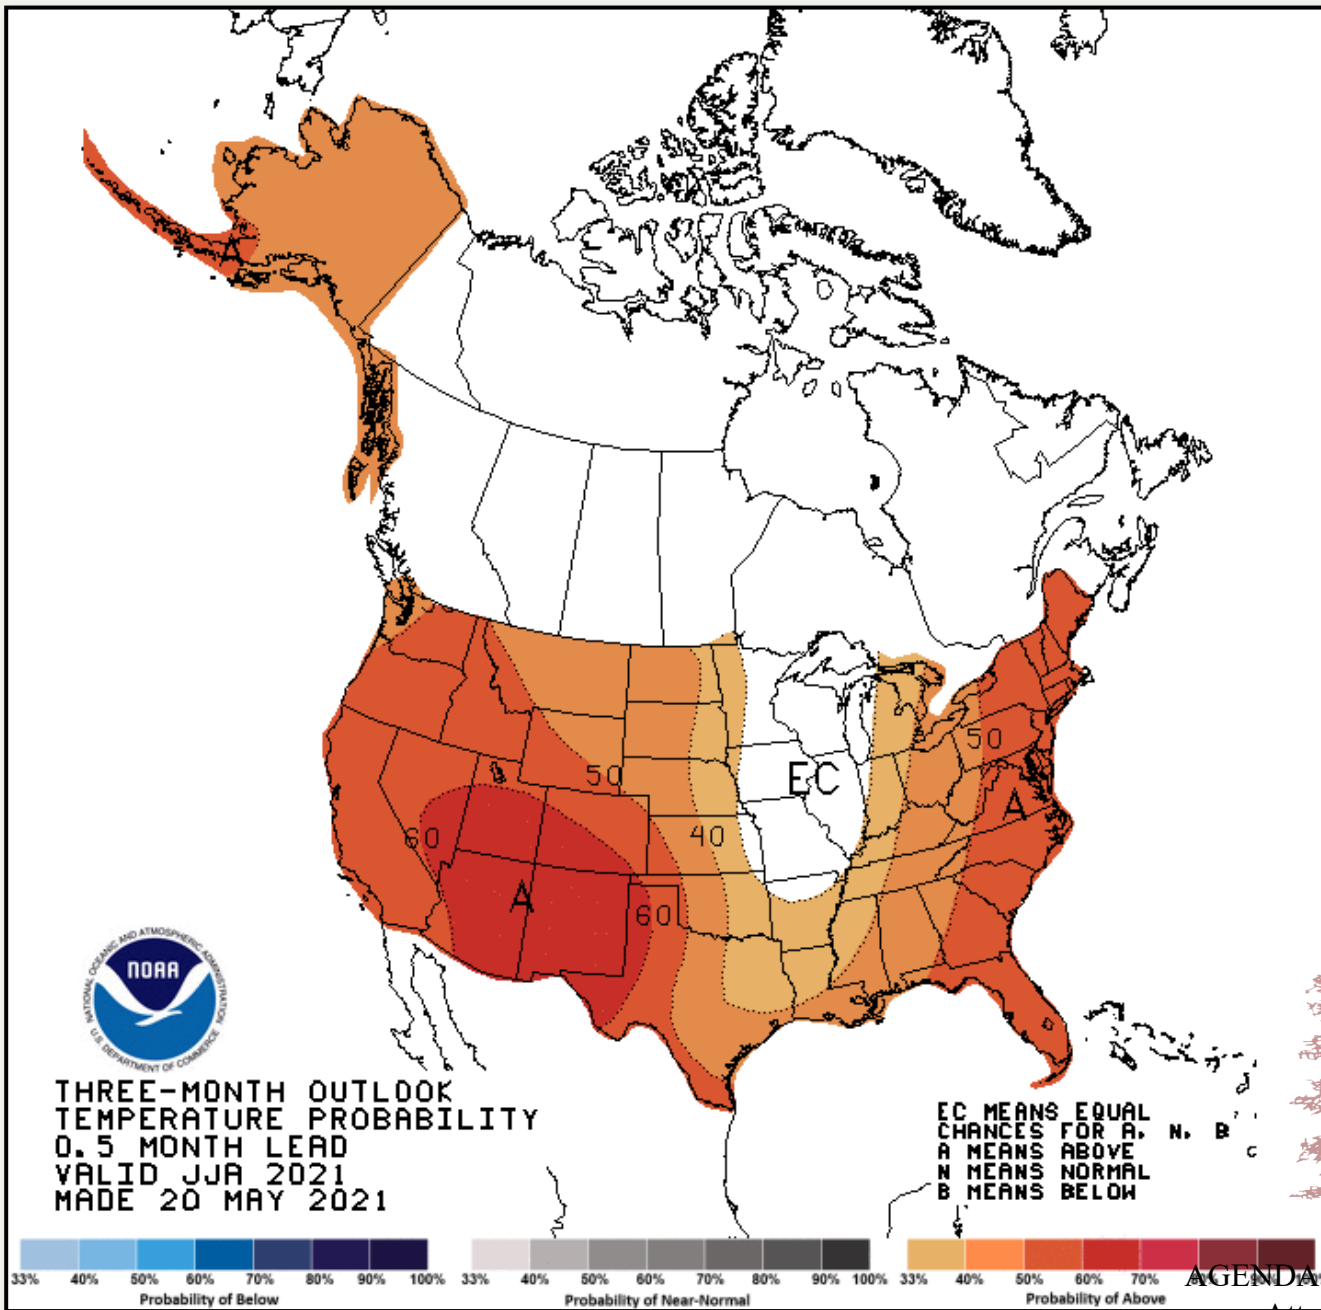 A
50
EC
50
A
60
40
A
60
NATIONAL OCEANIC AND ATMOSPHERIC ADMINISTRATION
NOAA
U.S. DEPARTMENT OF COMMERCE
THREE-MONTH OUTLOOK
TEMPERATURE PROBABILITY
0.5 MONTH LEAD
VALID JJA 2021
MADE 20 MAY 2021
EC MEANS EQUAL
CHANCES FOR A, N, B
A MEANS ABOVE
N MEANS NORMAL
B MEANS BELOW
33% 40% 50% 60% 70% 80% 90% 100%
Probability of Below
33% 40% 50% 60% 70% 80% 90% 100%
Probability of Near-Normal
33% 40% 50% 60% 70%
Probability of Above
AGENDA